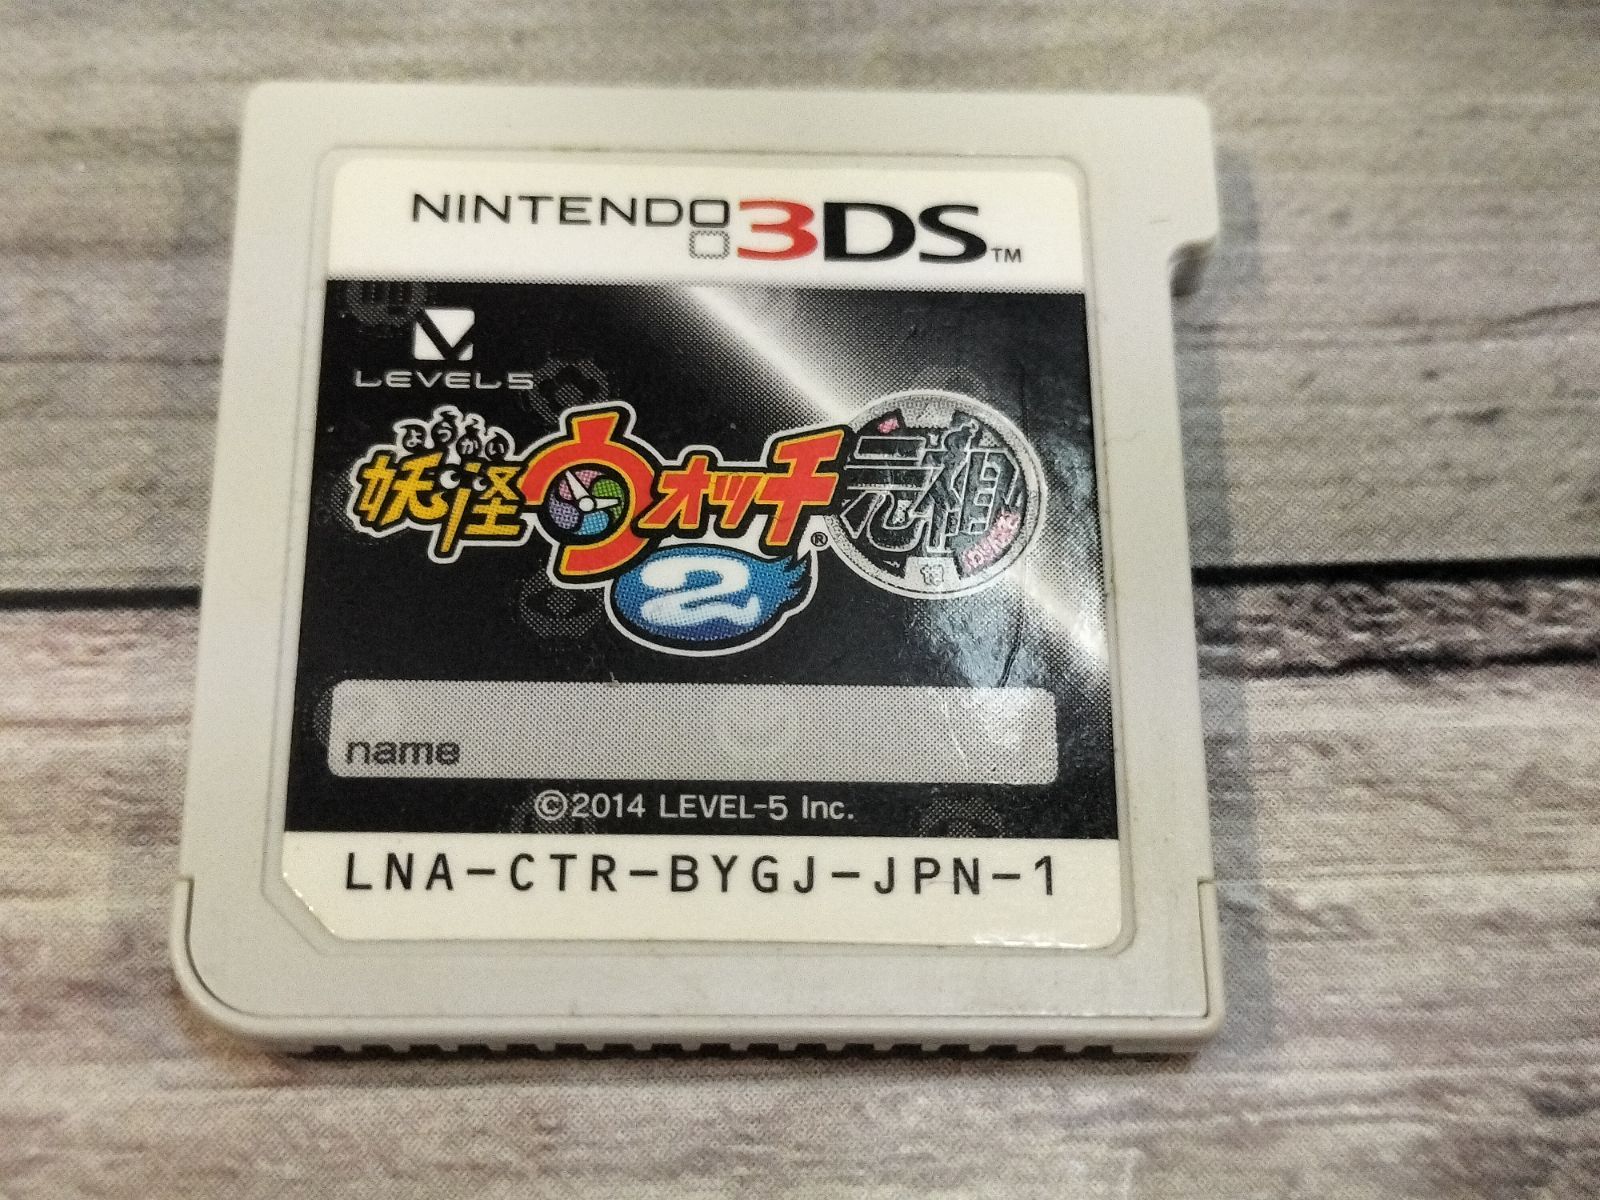 NINTENDO 3DS™
LEVEL5
ようかい
妖怪ウォッチ®
元祖
2
name
©2014 LEVEL-5 Inc.
LNA-CTR-BYGJ-JPN-1